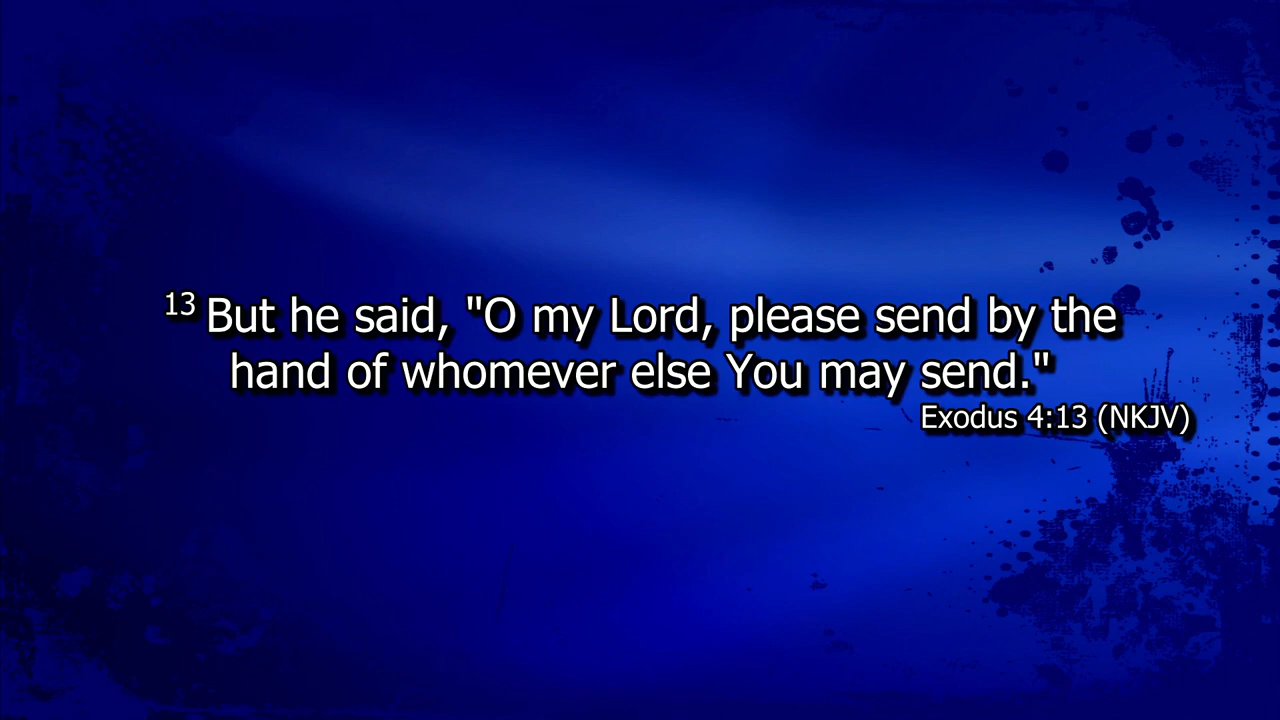 13 But he said, "O my Lord, please send by the
hand of whomever else You may send."
Exodus 4:13 (NKJV)